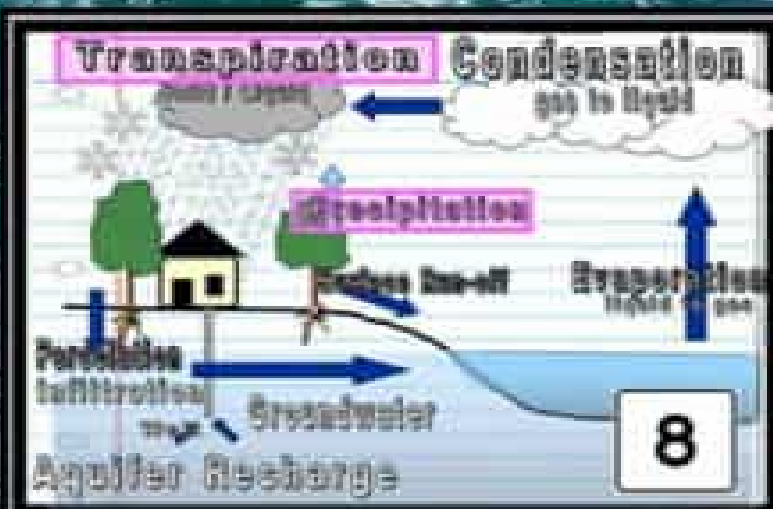 Transpiration
Condensation
gas to liquid
Precipitation
Surface Run-off
Evaporation
liquid to gas
Percolation
Infiltration
Groundwater
Aquifer Recharge
8